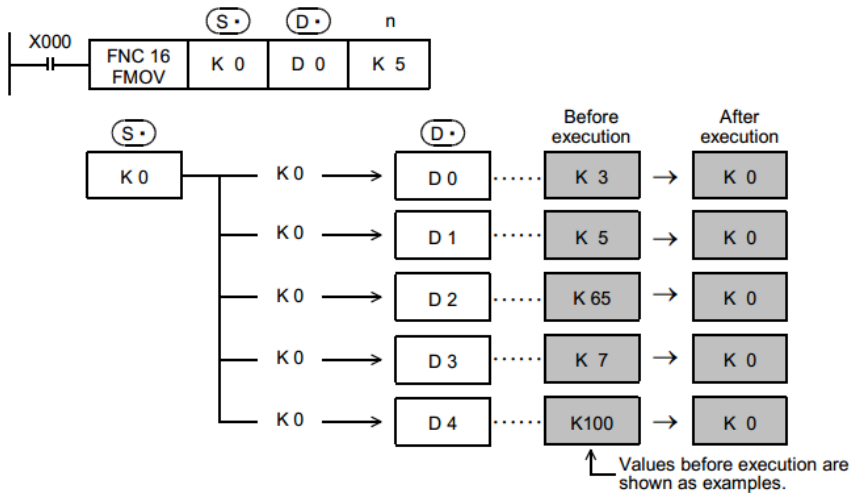 S· D· n
X000
FNC 16 K 0 D 0 K 5
FMOV
S· D· Before execution After execution
K 0 K 0 D 0 K 3 → K 0
K 0 D 1 K 5 → K 0
K 0 D 2 K 65 → K 0
K 0 D 3 K 7 → K 0
K 0 D 4 K100 → K 0
Values before execution are
shown as examples.